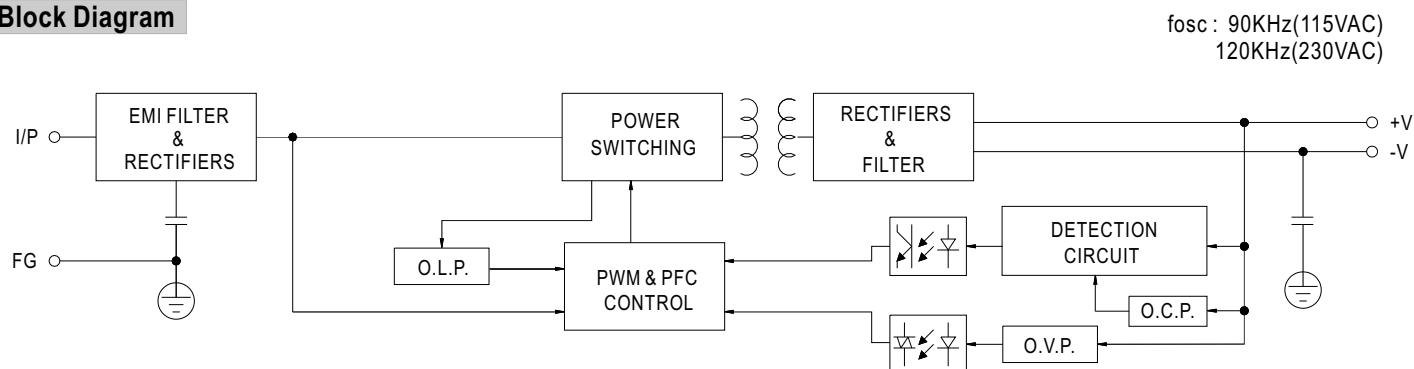 Block Diagram
fosc : 90KHz(115VAC)
120KHz(230VAC)
I/P
EMI FILTER
&
RECTIFIERS
POWER
SWITCHING
RECTIFIERS
&
FILTER
+V
-V
FG
O.L.P.
PWM & PFC
CONTROL
DETECTION
CIRCUIT
O.C.P.
O.V.P.